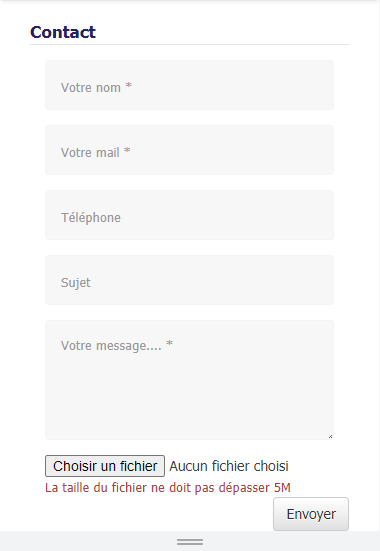 Contact
Votre nom *
Votre mail *
Téléphone
Sujet
Votre message.... *
Choisir un fichier Aucun fichier choisi
La taille du fichier ne doit pas dépasser 5M
Envoyer